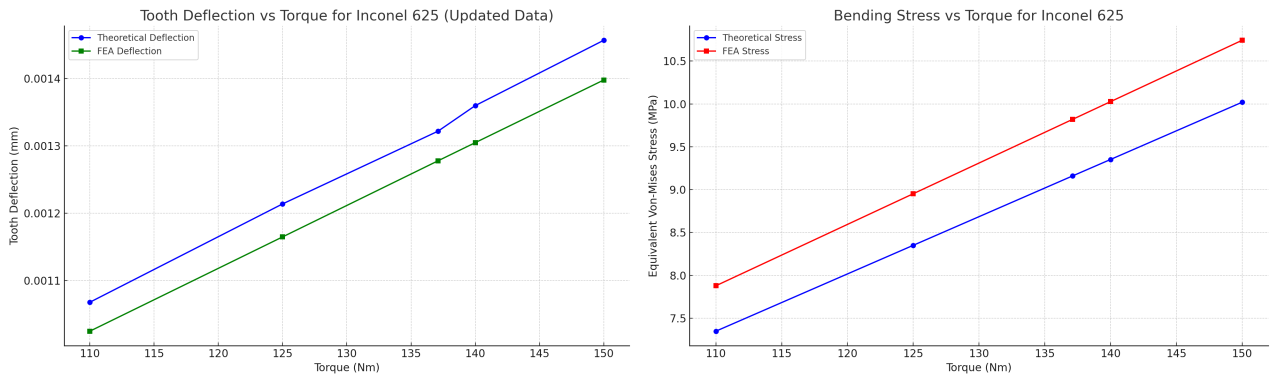 Tooth Deflection vs Torque for Inconel 625 (Updated Data)
Theoretical Deflection
FEA Deflection
Tooth Deflection (mm)
0.0014
0.0013
0.0012
0.0011
110 115 120 125 130 135 140 145 150
Torque (Nm)
Bending Stress vs Torque for Inconel 625
Theoretical Stress
FEA Stress
Equivalent Von-Mises Stress (MPa)
10.5
10.0
9.5
9.0
8.5
8.0
7.5
110 115 120 125 130 135 140 145 150
Torque (Nm)